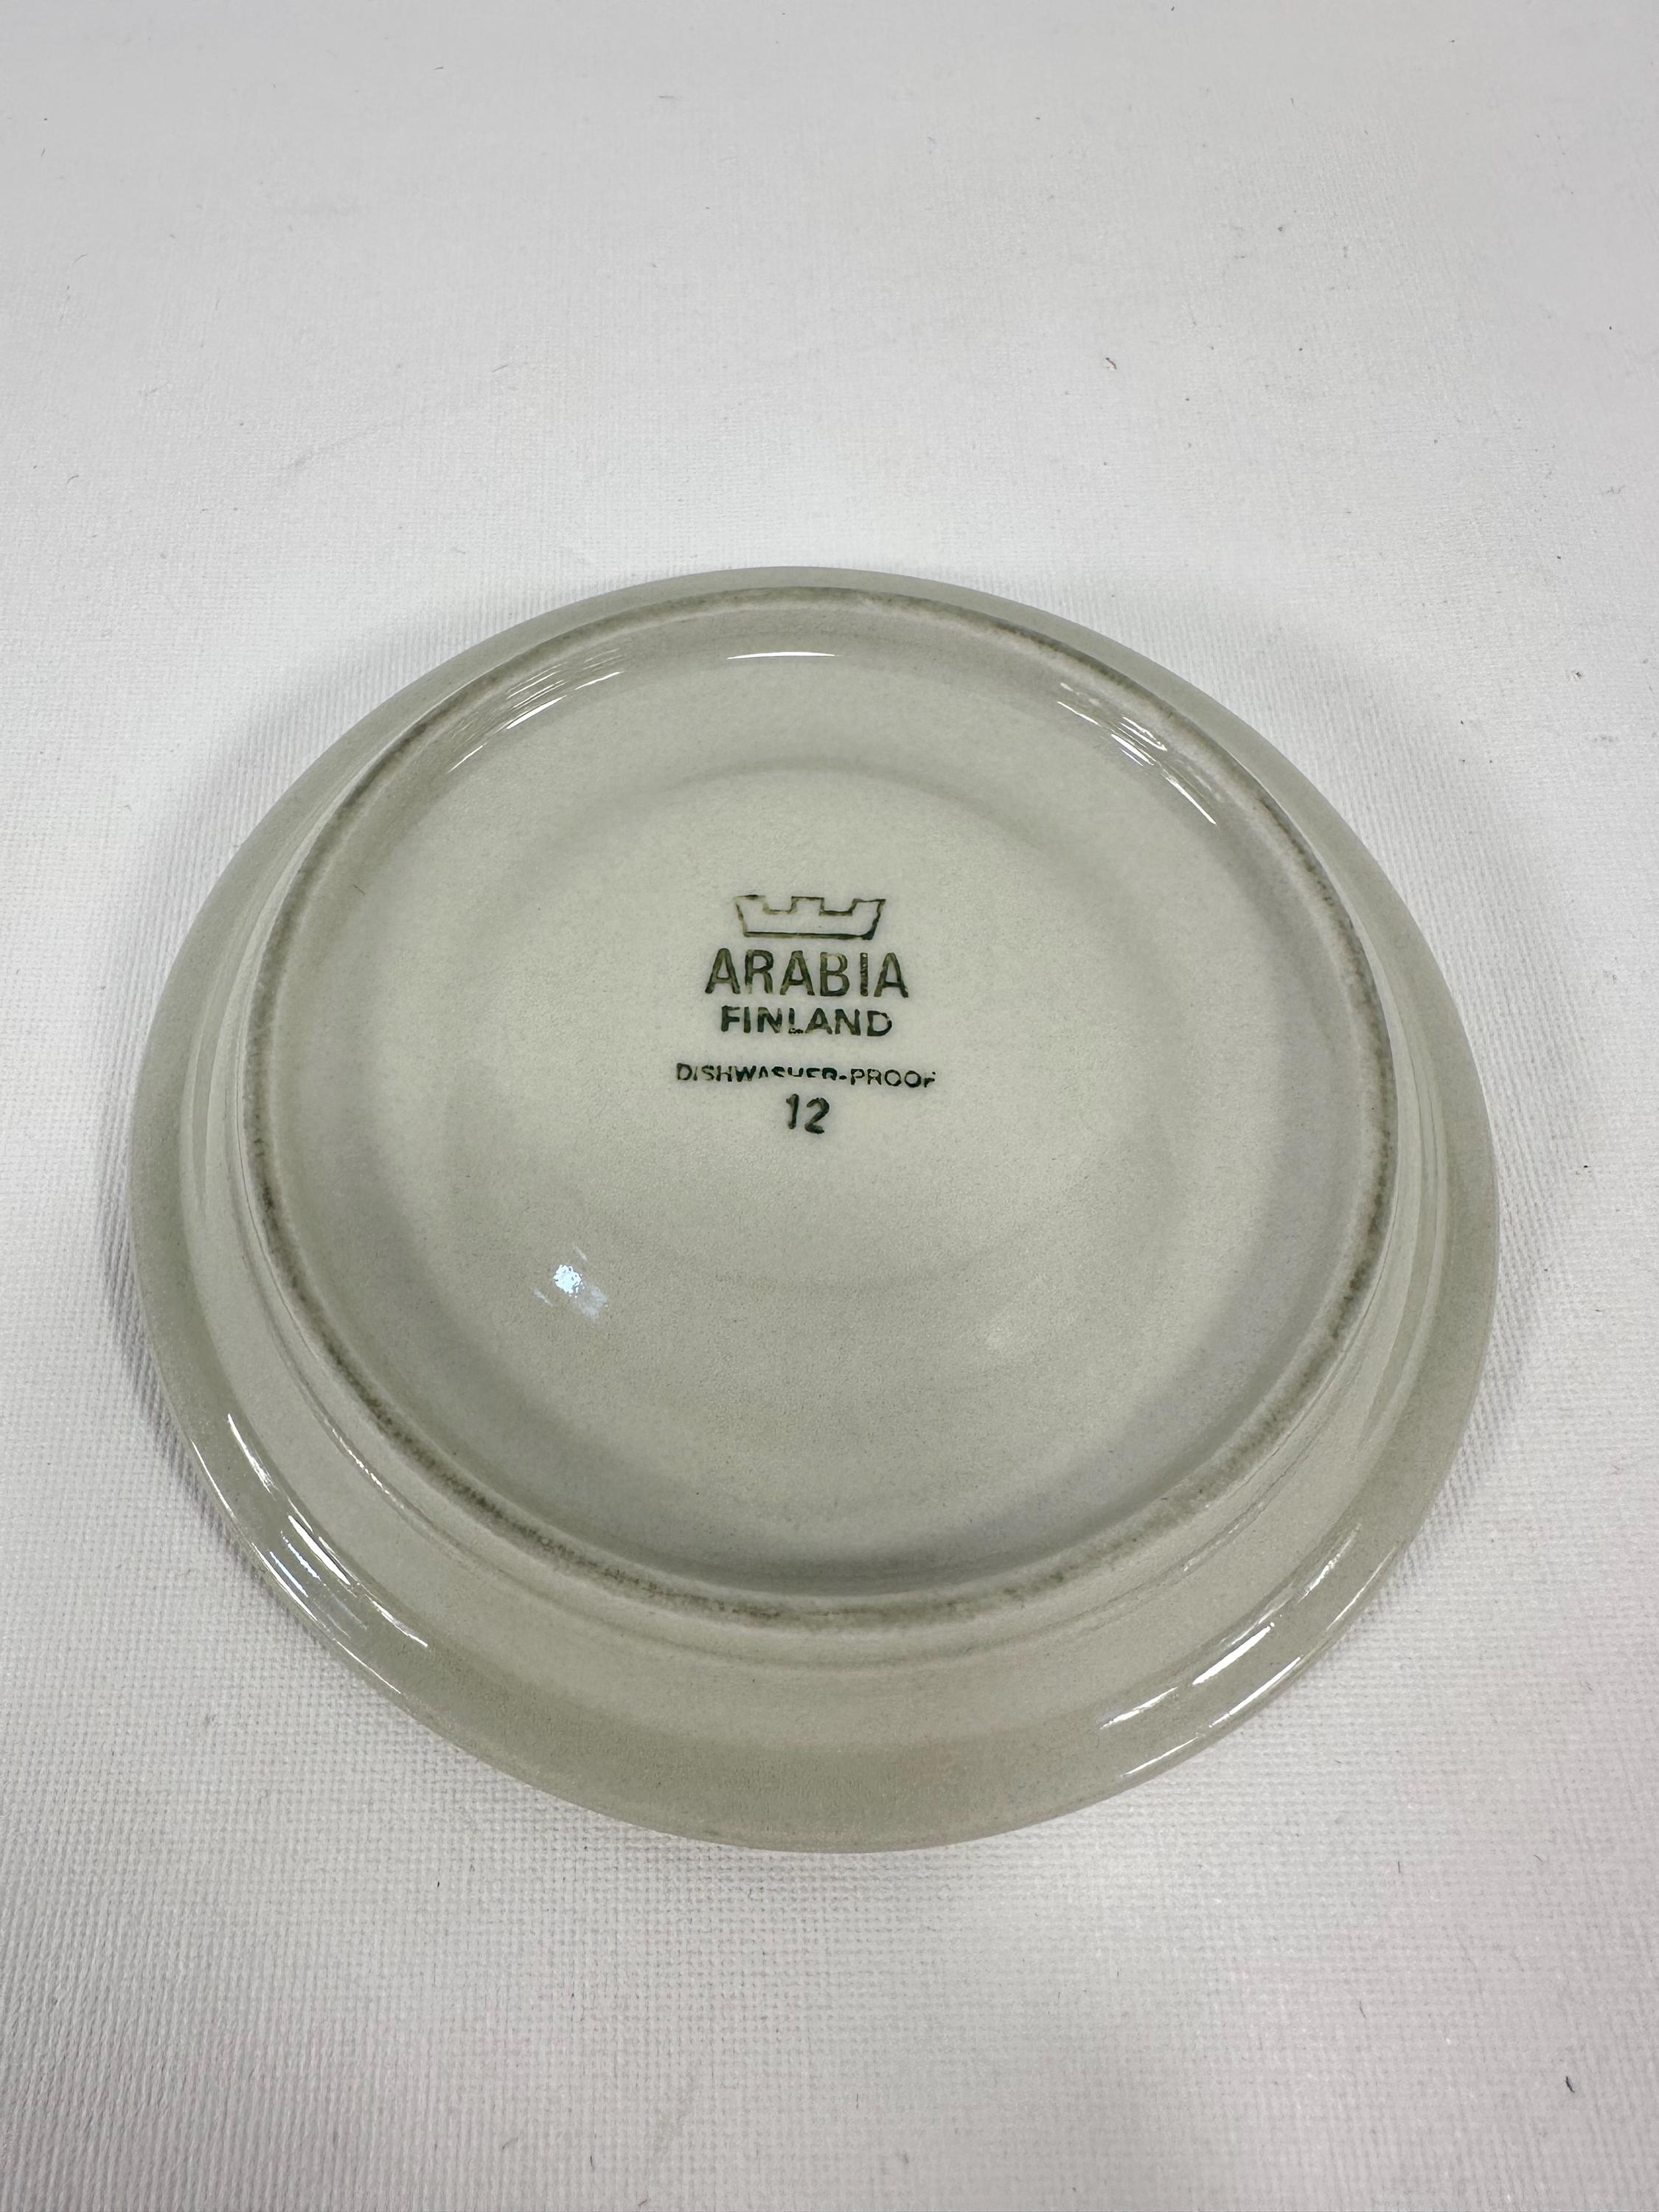 ARABIA
FINLAND
DISHWASHER-PROOF
12